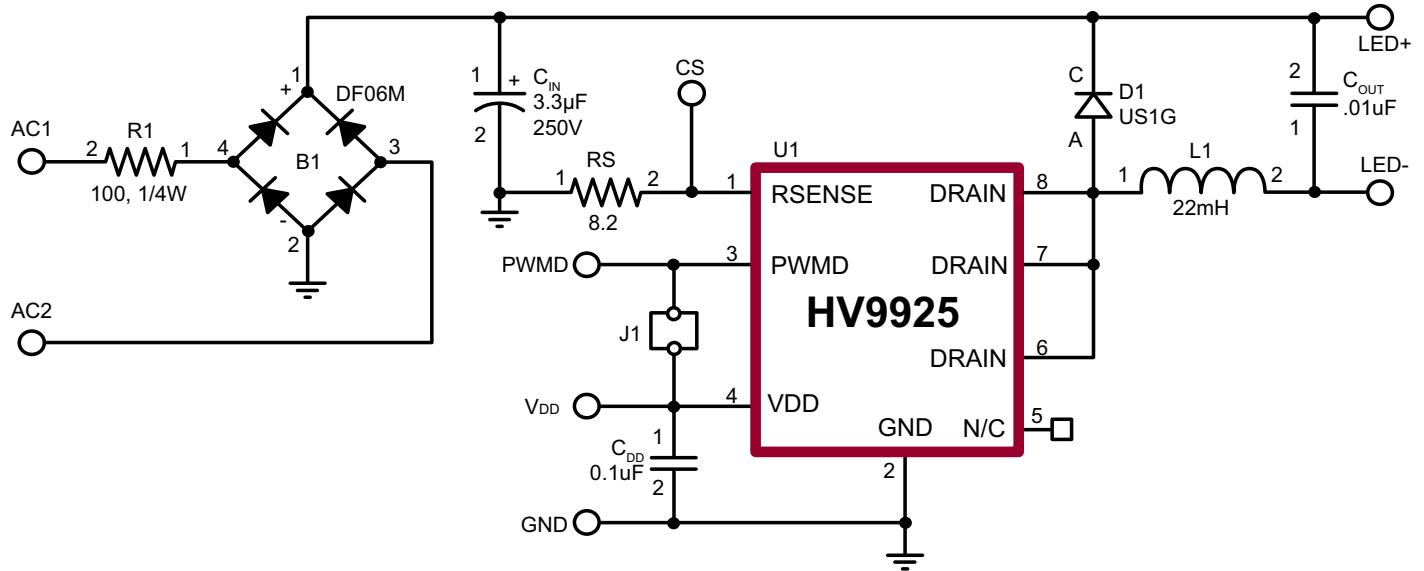 AC1
2
R1
1
100, 1/4W
AC2
1
+
DF06M
4
B1
3
-
2
1
+
C_IN
3.3µF
250V
2
CS
1
RS
2
8.2
PWMD
3
J1
VDD
4
1
C_DD
0.1uF
2
GND
U1
1
RSENSE
PWMD
HV9925
VDD
GND
2
DRAIN
8
DRAIN
7
DRAIN
6
N/C
5
C
D1
US1G
A
1
L1
2
22mH
2
C_OUT
.01uF
1
LED+
LED-